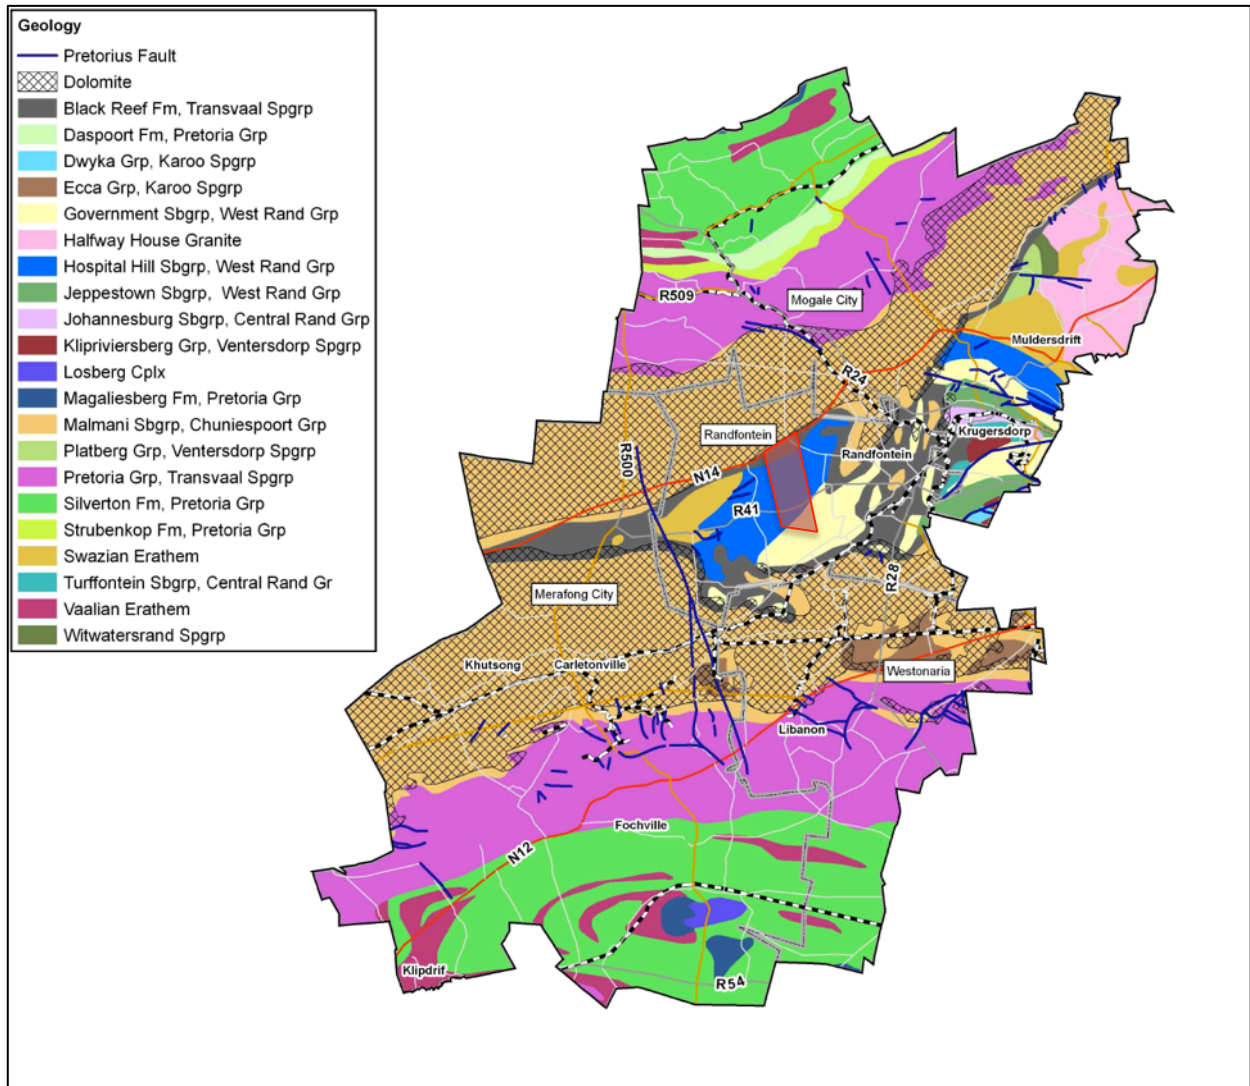 Geology
Pretorius Fault
Dolomite
Black Reef Fm, Transvaal Spgrp
Daspoort Fm, Pretoria Grp
Dwyka Grp, Karoo Spgrp
Ecca Grp, Karoo Spgrp
Government Sbgrp, West Rand Grp
Halfway House Granite
Hospital Hill Sbgrp, West Rand Grp
Jeppestown Sbgrp, West Rand Grp
Johannesburg Sbgrp, Central Rand Grp
Klipriviersberg Grp, Ventersdorp Spgrp
Losberg Cplx
Magaliesberg Fm, Pretoria Grp
Malmani Sbgrp, Chuniespoort Grp
Platberg Grp, Ventersdorp Spgrp
Pretoria Grp, Transvaal Spgrp
Silverton Fm, Pretoria Grp
Strubenkop Fm, Pretoria Grp
Swazian Erathem
Turffontein Sbgrp, Central Rand Gr
Vaalian Erathem
Witwatersrand Spgrp
R509
Mogale City
Muldersdrift
R24
Krugersdorp
Randfontein
Randfontein
R500
N14
R41
R28
Merafong City
Khutsong
Carletonville
Westonaria
Libanon
Fochville
N12
Klipdrif
R54